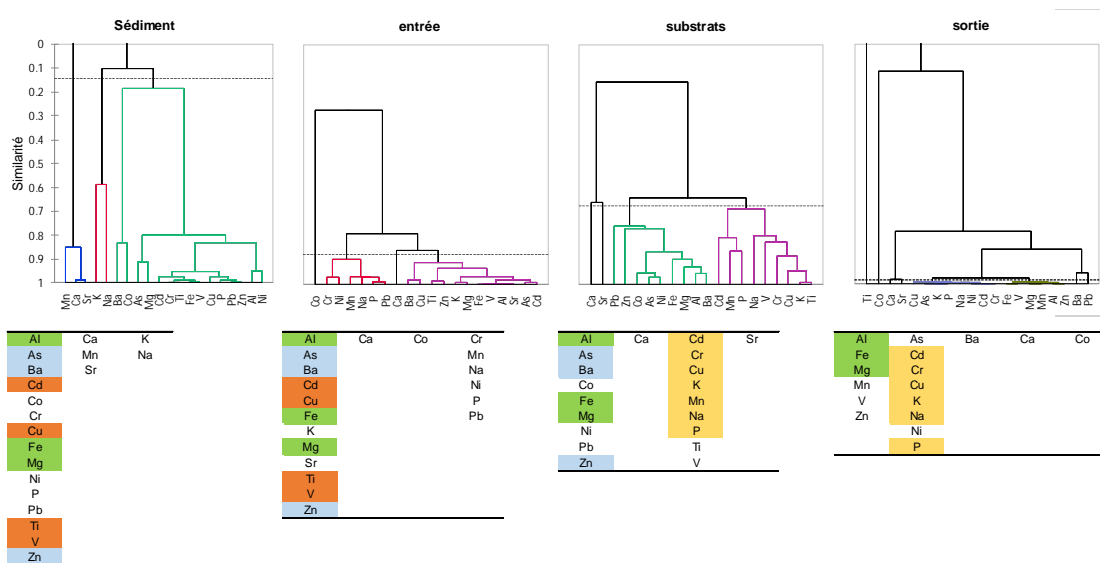 Sédiment entrée substrats sortie
Similarité
0
0.1
0.2
0.3
0.4
0.5
0.6
0.7
0.8
0.9
1
Mn Ca Sr K Na Ba Co As Mg Cd Cr Ti Fe V Cu P Pb Zn Al Ni
Co Cr Ni Mn Na P Pb Ca Ba Cu Ti Zn K Mg Fe V Al Sr As Cd
Ca Sr Pb Zn Co As Ni Fe Mg Al Ba Cd Mn P Na V Cr Cu K Ti
Ti Co Ca Sr Cu As K P Na Ni Cd Cr Fe V Mg Mn Al Zn Ba Pb
Al Ca K
As Mn Na
Ba Sr
Cd
Co
Cr
Cu
Fe
Mg
Ni
P
Pb
Ti
V
Zn
Al Ca Co Cr
As Mn
Ba Na
Cd Ni
Cu P
Fe Pb
K
Mg
Sr
Ti
V
Zn
Al Ca Cd Sr
As Cr
Ba Cu
Co K
Fe Mn
Mg Na
Ni P
Pb Ti
Zn V
Al As Ba Ca Co
Fe Cd
Mg Cr
Mn Cu
V K
Zn Na
Ni
P